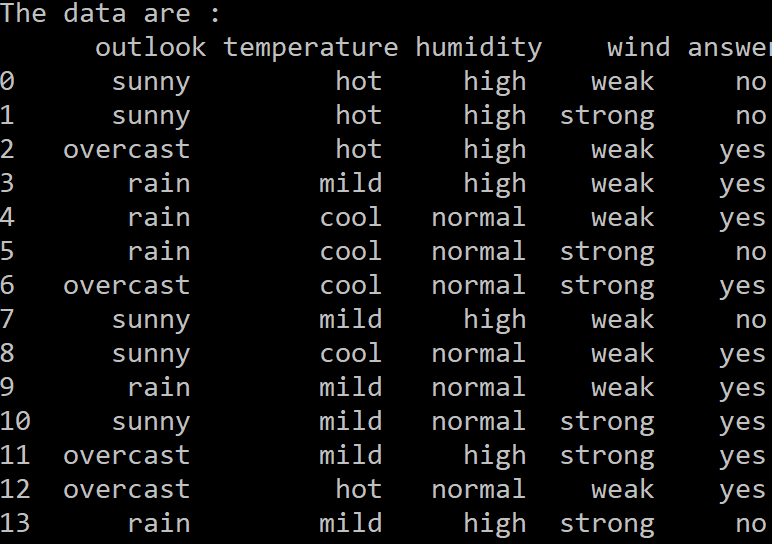 The data are :
outlook temperature humidity wind answer
0 sunny hot high weak no
1 sunny hot high strong no
2 overcast hot high weak yes
3 rain mild high weak yes
4 rain cool normal weak yes
5 rain cool normal strong no
6 overcast cool normal strong yes
7 sunny mild high weak no
8 sunny cool normal weak yes
9 rain mild normal weak yes
10 sunny mild normal strong yes
11 overcast mild high strong yes
12 overcast hot normal weak yes
13 rain mild high strong no